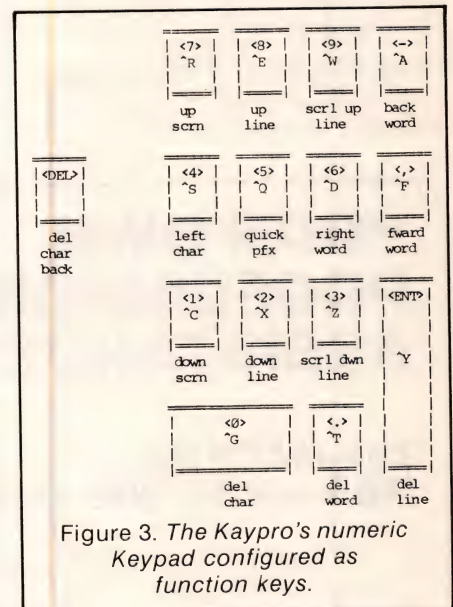 <7> <8> <9> <->
^R ^E ^W ^A
up up scrl up back
scrn line line word
<DEL> <4> <5> <6> <,>
^S ^Q ^D ^F
del left quick right fward
char char pfx word word
back
<1> <2> <3> <ENT>
^C ^X ^Z
down down scrl dwn ^Y
scrn line line
<0> <.>
^G ^T
del del del
char word line
Figure 3. The Kaypro's numeric
Keypad configured as
function keys.